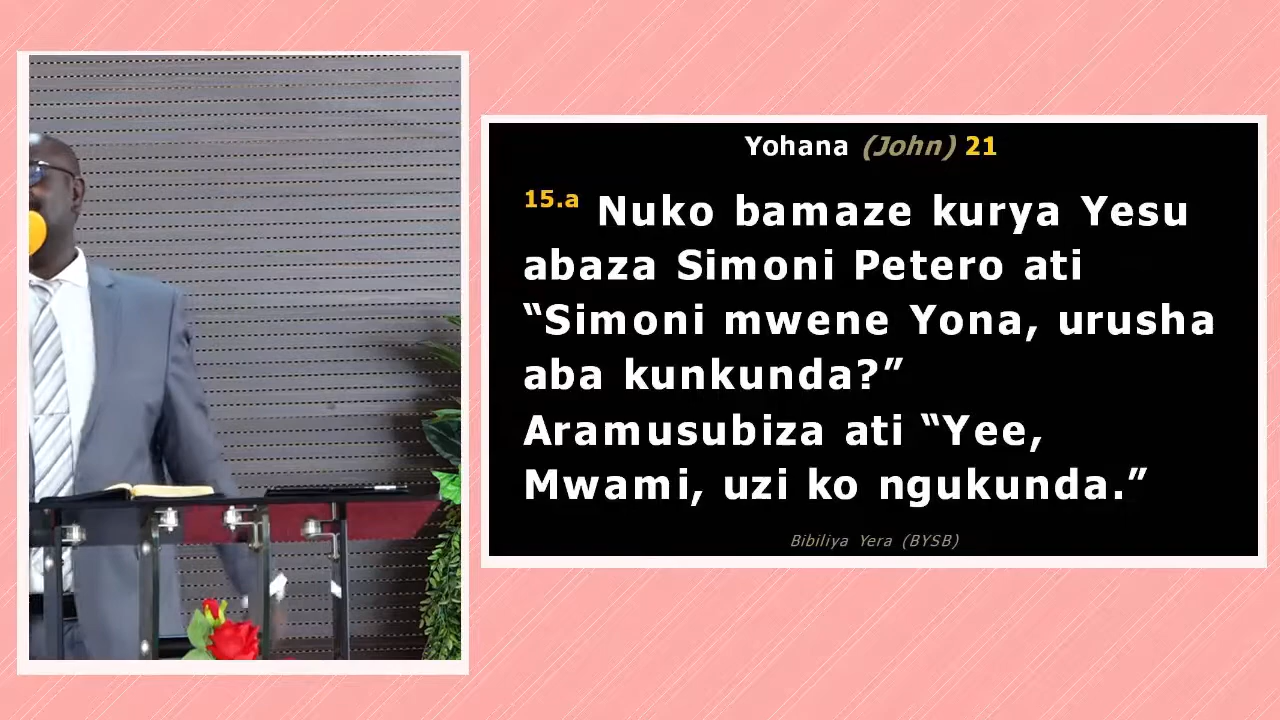 Yohana (John) 21
15.a Nuko bamaze kurya Yesu
abaza Simoni Petero ati
“Simoni mwene Yona, urusha
aba kunkunda?”
Aramusubiza ati “Yee,
Mwami, uzi ko ngukunda.”
Bibiliya Yera (BYSB)